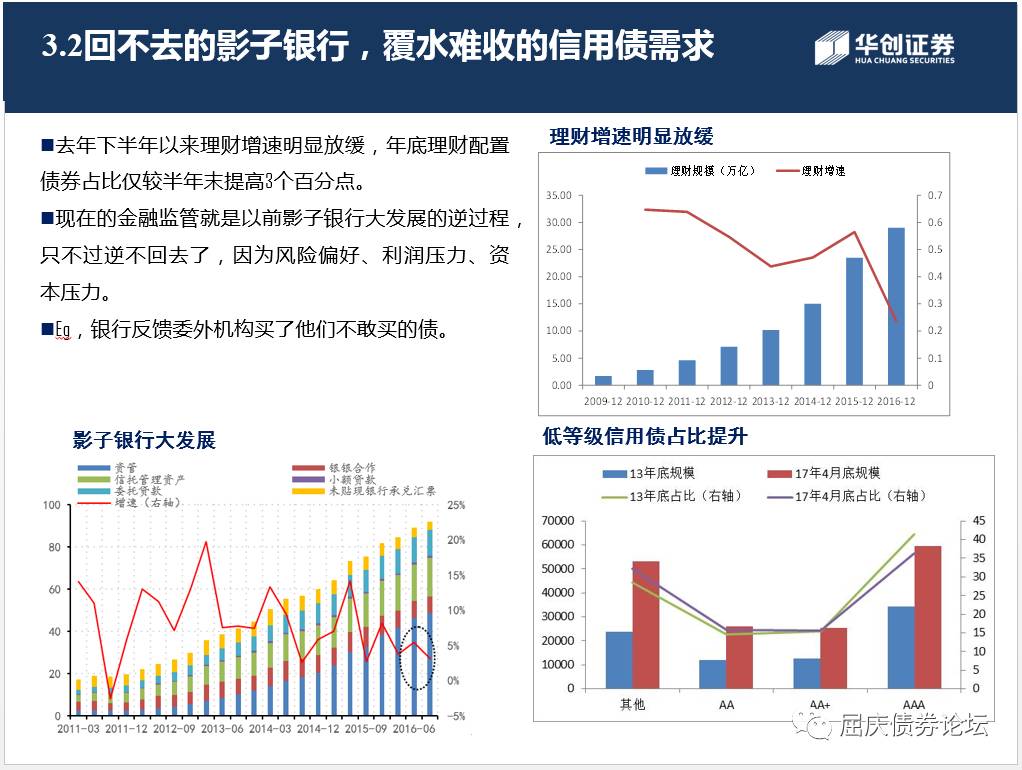 3.2回不去的影子银行，覆水难收的信用债需求
华创证券
HUA CHUANG SECURITIES
■去年下半年以来理财增速明显放缓，年底理财配置
债券占比仅较半年末提高3个百分点。
■现在的金融监管就是以前影子银行大发展的逆过程，
只不过逆不回去了，因为风险偏好、利润压力、资
本压力。
■Eg，银行反馈委外机构买了他们不敢买的债。
理财增速明显放缓
理财规模（万亿） 理财增速
35.00 0.7
30.00 0.6
25.00 0.5
20.00 0.4
15.00 0.3
10.00 0.2
5.00 0.1
0.00 0
2009-12 2010-12 2011-12 2012-12 2013-12 2014-12 2015-12 2016-12
影子银行大发展
资管 银银合作
信托管理资产 小额贷款
委托贷款 未贴现银行承兑汇票
增速（右轴）
100 25%
20%
80
15%
60 10%
40 5%
20 0%
0 -5%
2011-03 2011-12 2012-09 2013-06 2014-03 2014-12 2015-09 2016-06
低等级信用债占比提升
13年底规模 17年4月底规模
13年底占比（右轴） 17年4月底占比（右轴）
70000 45
60000 40
50000 35
40000 30
30000 25
20000 20
10000 15
0 10
5
0
其他 AA AA+ AAA
屈庆债券论坛